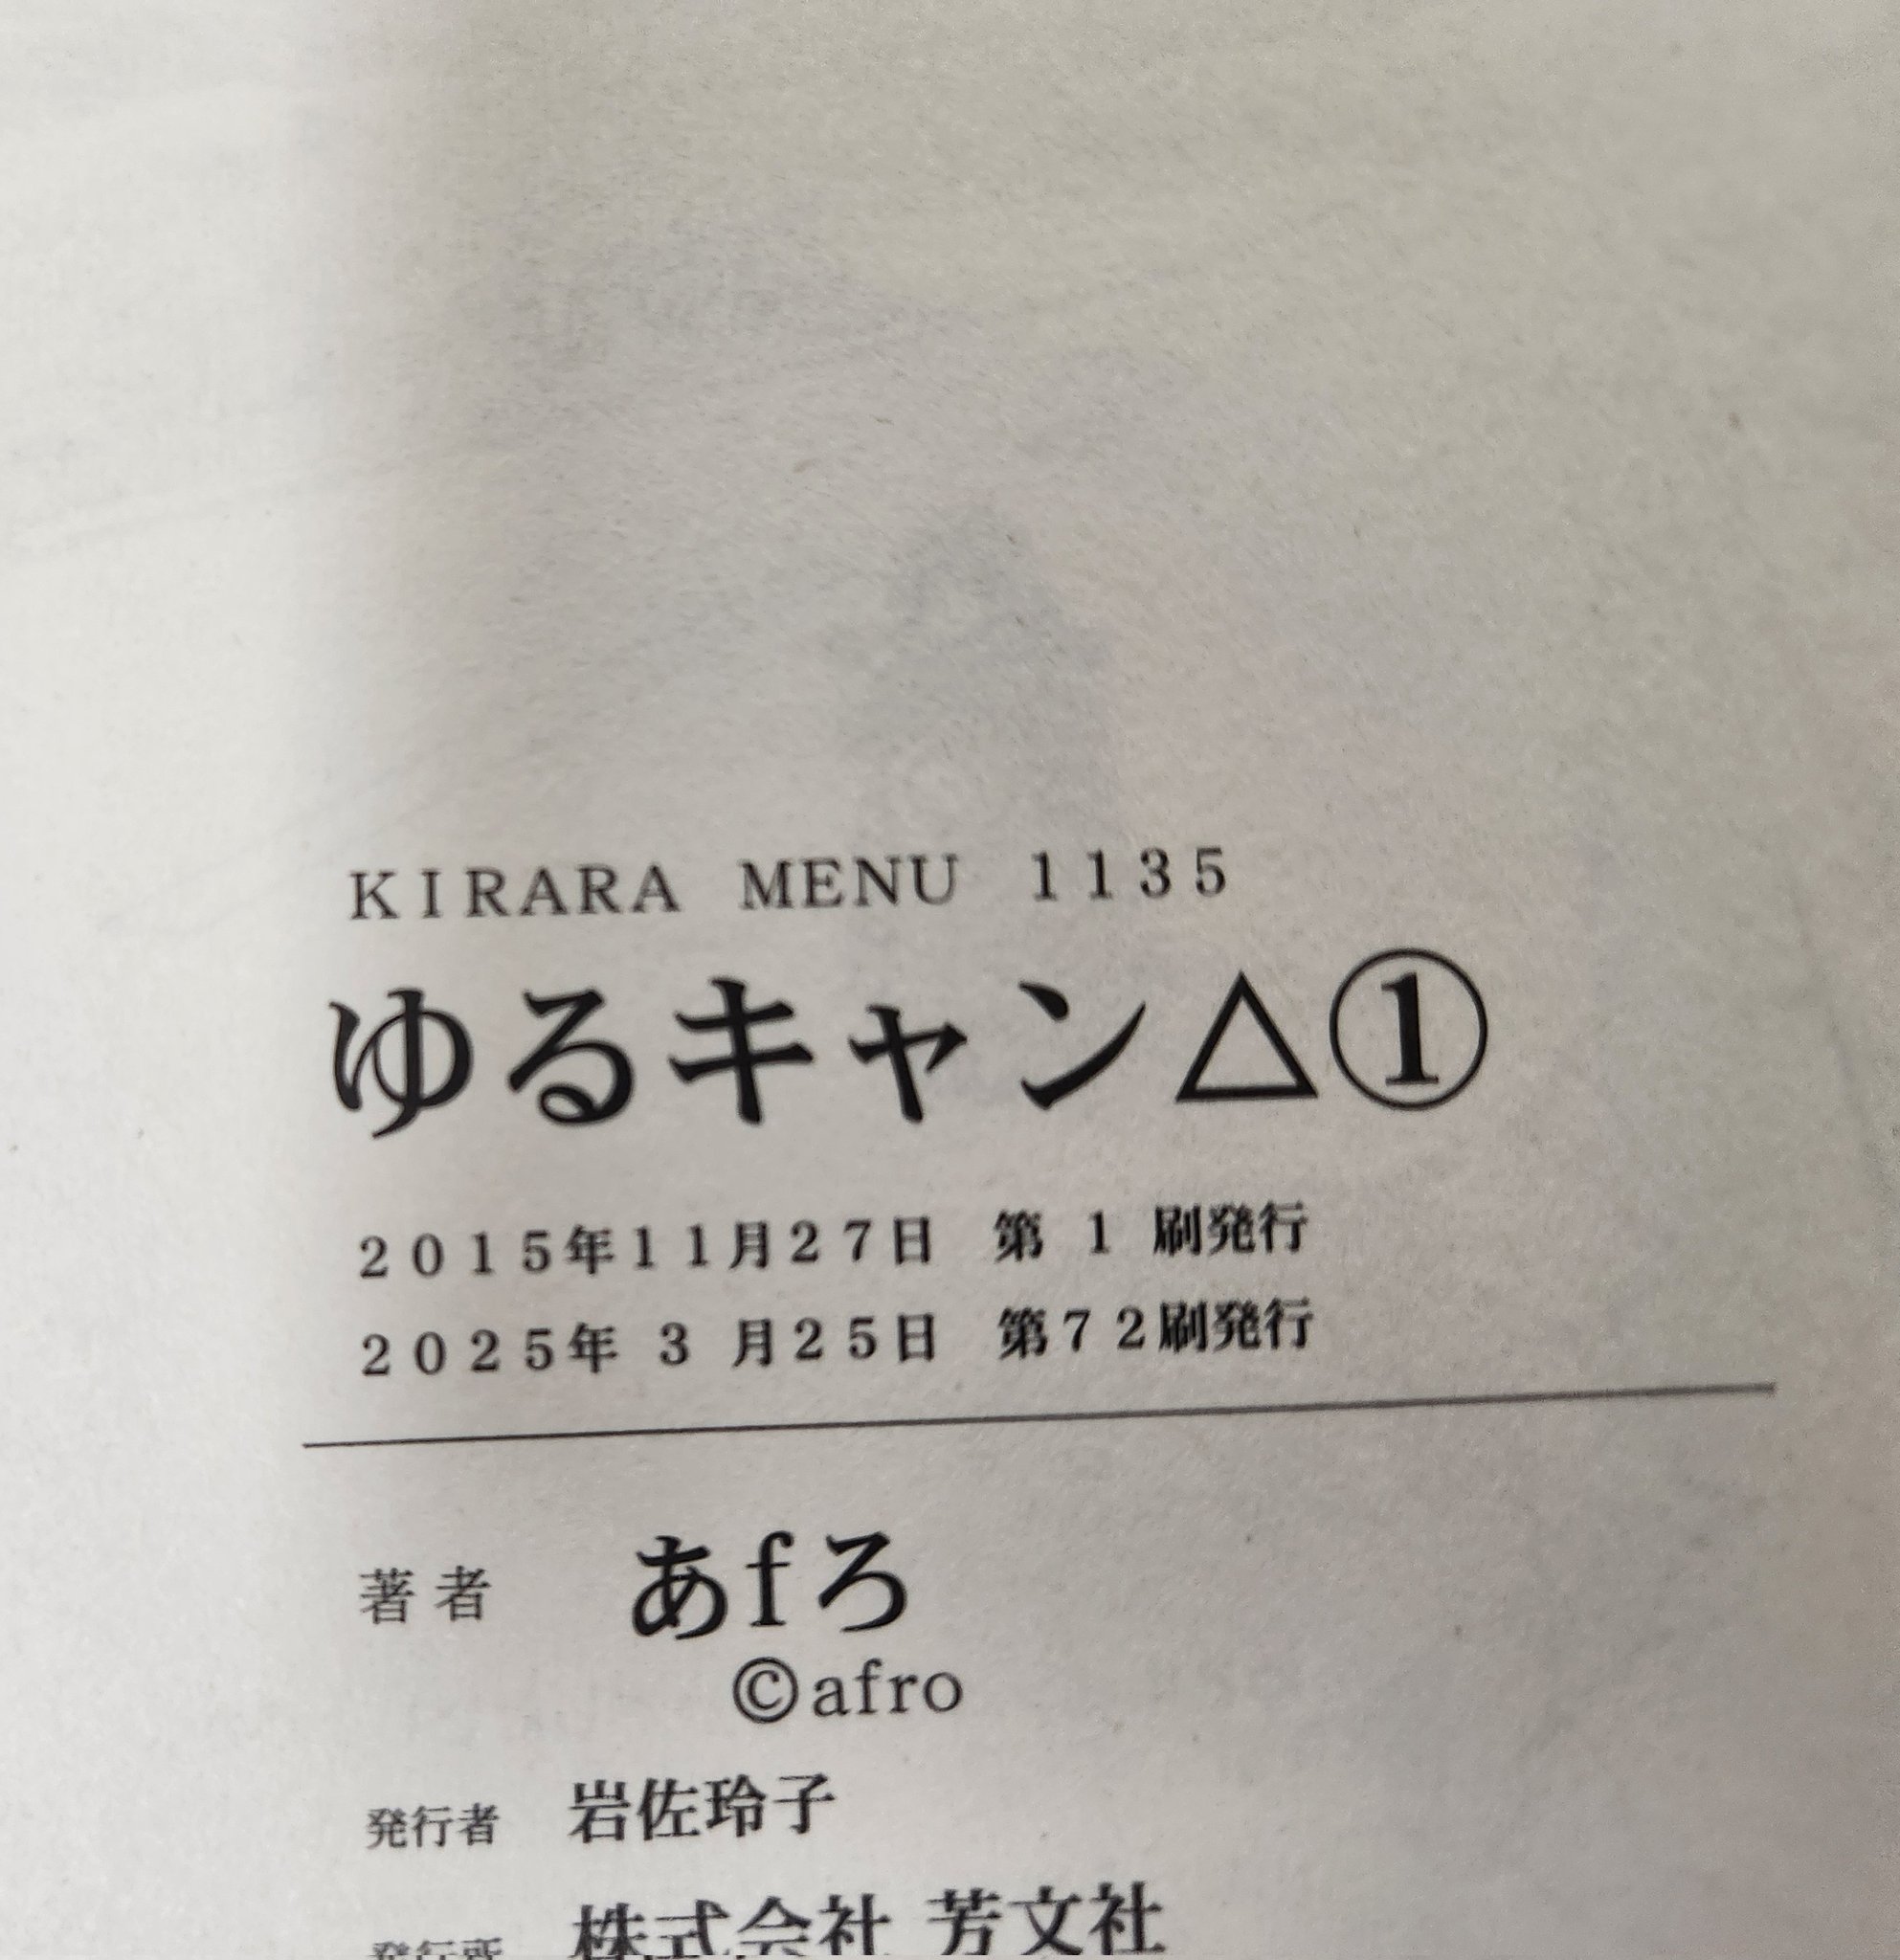 KIRARA MENU 1135
ゆるキャン△①
2015年11月27日 第1刷発行
2025年3月25日 第72刷発行
著者 あfろ
©afro
発行者 岩佐玲子
発行所 株式会社 芳文社